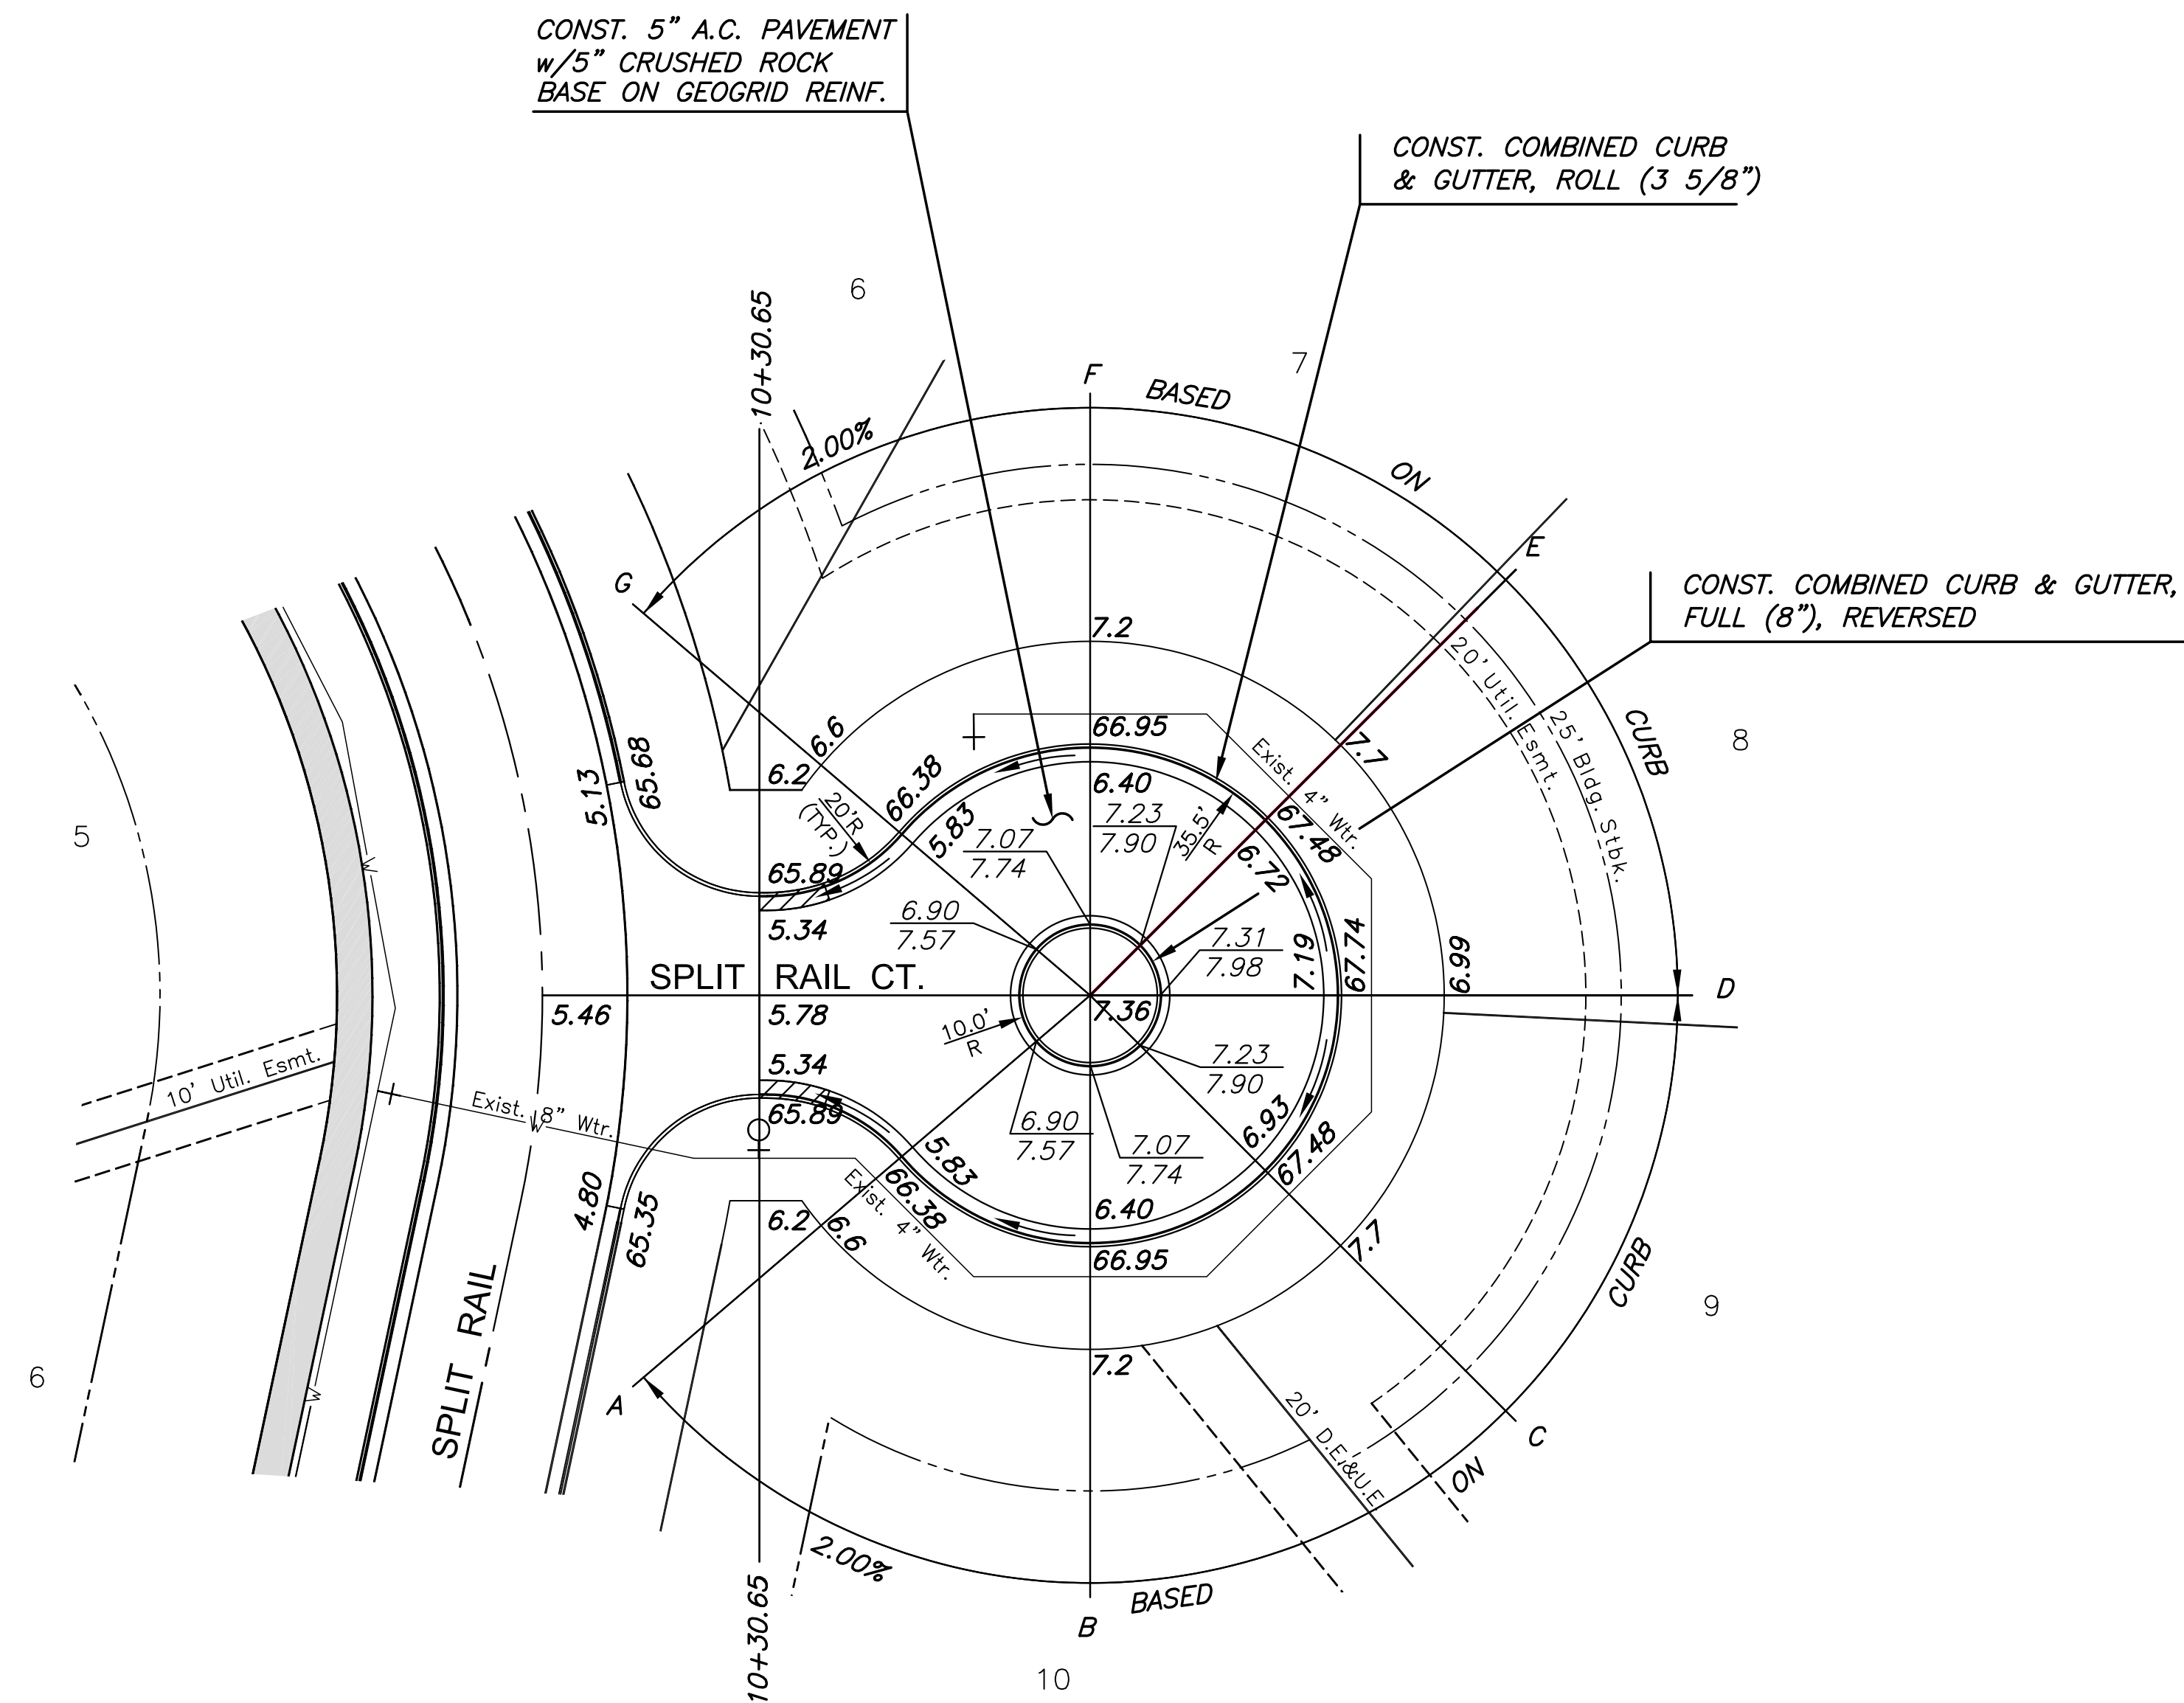 CONST. 5" A.C. PAVEMENT
w/5" CRUSHED ROCK
BASE ON GEOGRID REINF.
CONST. COMBINED CURB
& GUTTER, ROLL (3 5/8")
CONST. COMBINED CURB & GUTTER,
FULL (8"), REVERSED
6
7
8
9
10
5
6
10+30.65
10+30.65
F
BASED
ON
CURB
2.00%
G
E
D
C
B
A
CURB
ON
BASED
2.00%
7.2
6.6
6.2
7.7
6.99
7.7
7.2
6.6
6.2
66.95
66.38
65.89
65.68
5.13
67.48
67.74
67.48
66.95
66.38
65.89
65.35
4.80
6.40
5.83
5.34
6.72
7.19
6.93
6.40
5.83
5.34
20'R
(TYP.)
35.5'
R
10.0'
R
7.23
7.90
7.07
7.74
6.90
7.57
7.31
7.98
7.23
7.90
7.07
7.74
6.90
7.57
7.36
5.78
5.46
SPLIT RAIL CT.
SPLIT RAIL
Exist. 4" Wtr.
Exist. 4" Wtr.
Exist. 8" Wtr.
20' Util. Esmt.
25' Bldg. Stbk.
10' Util. Esmt.
20' D.E.&U.E.
W
W
W